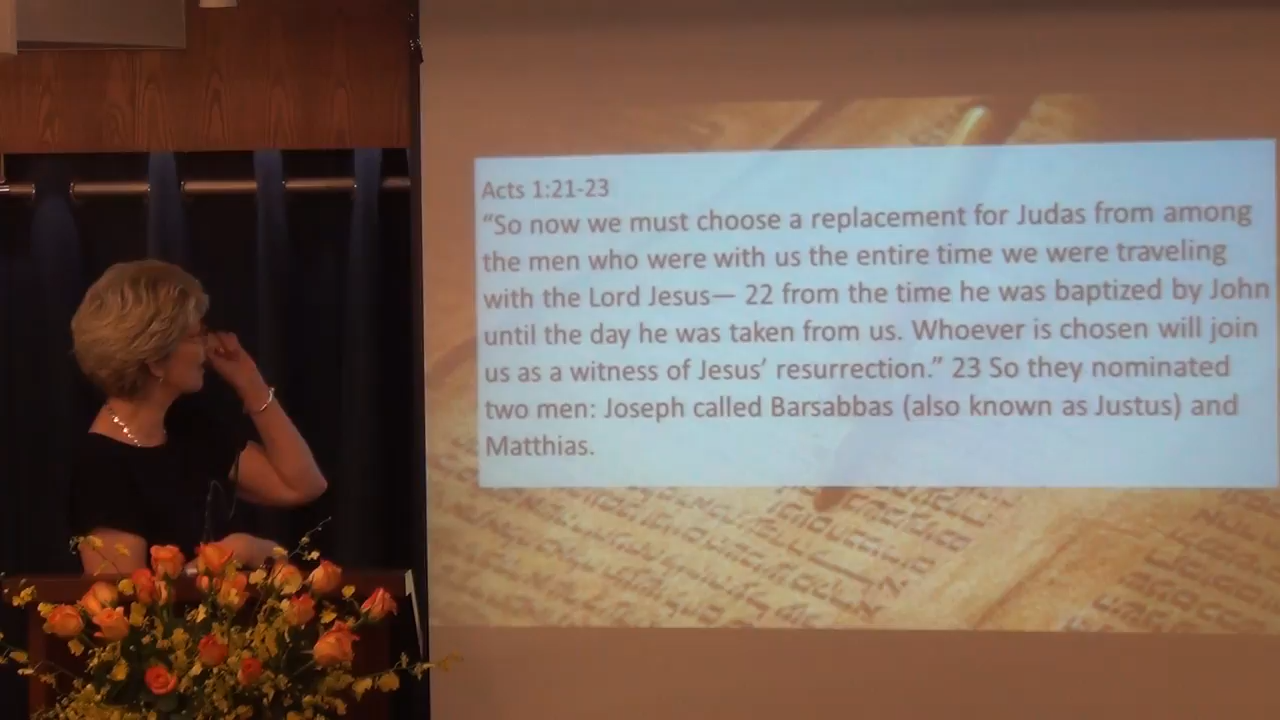 Acts 1:21-23
“So now we must choose a replacement for Judas from among
the men who were with us the entire time we were traveling
with the Lord Jesus— 22 from the time he was baptized by John
until the day he was taken from us. Whoever is chosen will join
us as a witness of Jesus’ resurrection.” 23 So they nominated
two men: Joseph called Barsabbas (also known as Justus) and
Matthias.